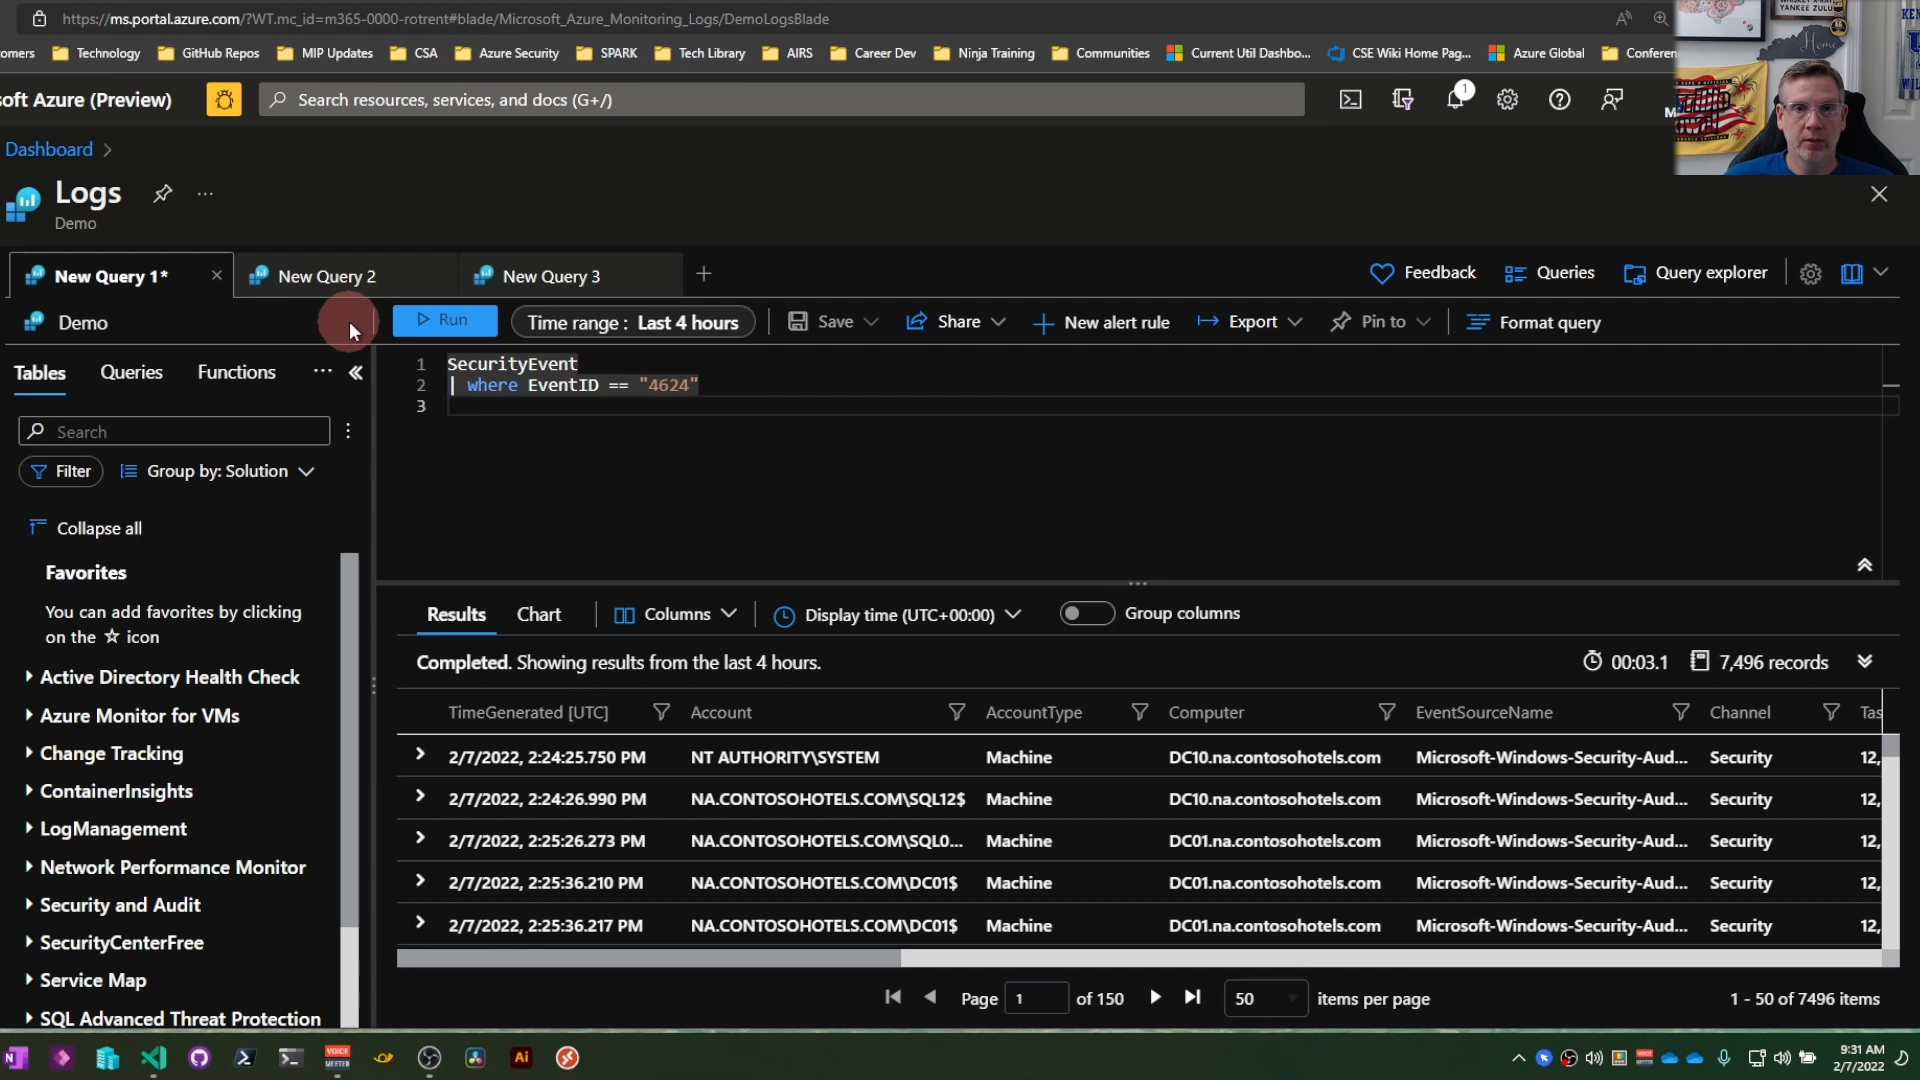 https://ms.portal.azure.com/?WT.mc_id=m365-0000-rotrent#blade/Microsoft_Azure_Monitoring_Logs/DemoLogsBlade
omers Technology GitHub Repos MIP Updates CSA Azure Security SPARK Tech Library AIRS Career Dev Ninja Training Communities Current Util Dashbo... CSE Wiki Home Pag... Azure Global Conferen
oft Azure (Preview) Search resources, services, and docs (G+/) 1
Dashboard >
Logs ...
Demo
New Query 1* New Query 2 New Query 3 + Feedback Queries Query explorer
Demo Run Time range : Last 4 hours Save Share New alert rule Export Pin to Format query
Tables Queries Functions ... «
1 SecurityEvent
2 | where EventID == "4624"
3
Search
Filter Group by: Solution
Collapse all
Favorites
You can add favorites by clicking
on the ☆ icon
Active Directory Health Check
Azure Monitor for VMs
Change Tracking
ContainerInsights
LogManagement
Network Performance Monitor
Security and Audit
SecurityCenterFree
Service Map
SQL Advanced Threat Protection
Results Chart Columns Display time (UTC+00:00) Group columns
Completed. Showing results from the last 4 hours. 00:03.1 7,496 records
TimeGenerated [UTC] Account AccountType Computer EventSourceName Channel Tas
2/7/2022, 2:24:25.750 PM NT AUTHORITY\SYSTEM Machine DC10.na.contosohotels.com Microsoft-Windows-Security-Aud... Security 12,
2/7/2022, 2:24:26.990 PM NA.CONTOSOHOTELS.COM\SQL12$ Machine DC10.na.contosohotels.com Microsoft-Windows-Security-Aud... Security 12,
2/7/2022, 2:25:26.273 PM NA.CONTOSOHOTELS.COM\SQL0... Machine DC01.na.contosohotels.com Microsoft-Windows-Security-Aud... Security 12,
2/7/2022, 2:25:36.210 PM NA.CONTOSOHOTELS.COM\DC01$ Machine DC01.na.contosohotels.com Microsoft-Windows-Security-Aud... Security 12,
2/7/2022, 2:25:36.217 PM NA.CONTOSOHOTELS.COM\DC01$ Machine DC01.na.contosohotels.com Microsoft-Windows-Security-Aud... Security 12,
Page 1 of 150 50 items per page 1 - 50 of 7496 items
VOICE
MEETER
Ai
9:31 AM
2/7/2022